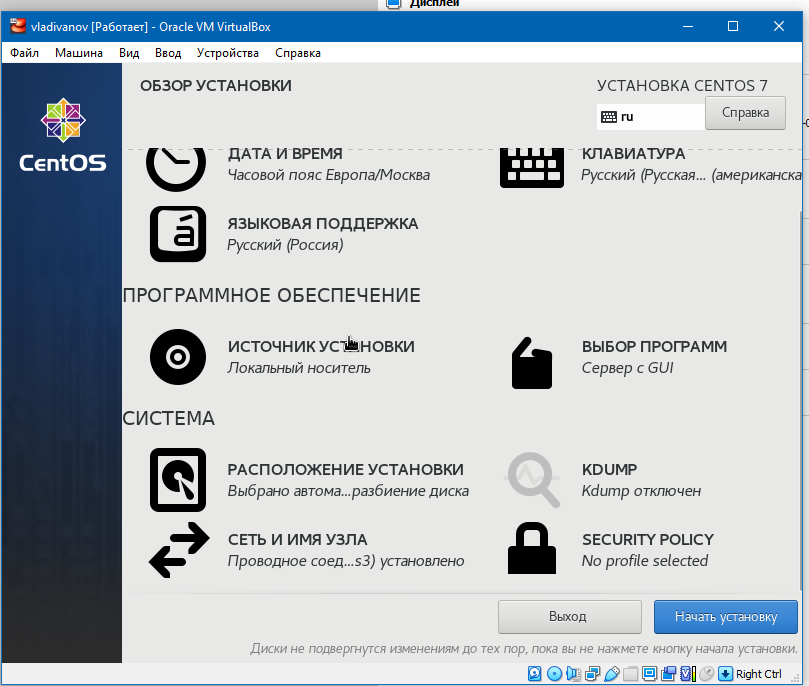 Дисплей
vladivanov [Работает] - Oracle VM VirtualBox
Файл Машина Вид Ввод Устройства Справка
CentOS
ОБЗОР УСТАНОВКИ
УСТАНОВКА CENTOS 7
ru
Справка
ДАТА И ВРЕМЯ
Часовой пояс Европа/Москва
КЛАВИАТУРА
Русский (Русская... (американска
á
ЯЗЫКОВАЯ ПОДДЕРЖКА
Русский (Россия)
ПРОГРАММНОЕ ОБЕСПЕЧЕНИЕ
ИСТОЧНИК УСТАНОВКИ
Локальный носитель
ВЫБОР ПРОГРАММ
Сервер с GUI
СИСТЕМА
РАСПОЛОЖЕНИЕ УСТАНОВКИ
Выбрано автома...разбиение диска
KDUMP
Kdump отключен
СЕТЬ И ИМЯ УЗЛА
Проводное соед...s3) установлено
SECURITY POLICY
No profile selected
Выход
Начать установку
Диски не подвергнутся изменениям до тех пор, пока вы не нажмете кнопку начала установки.
Right Ctrl